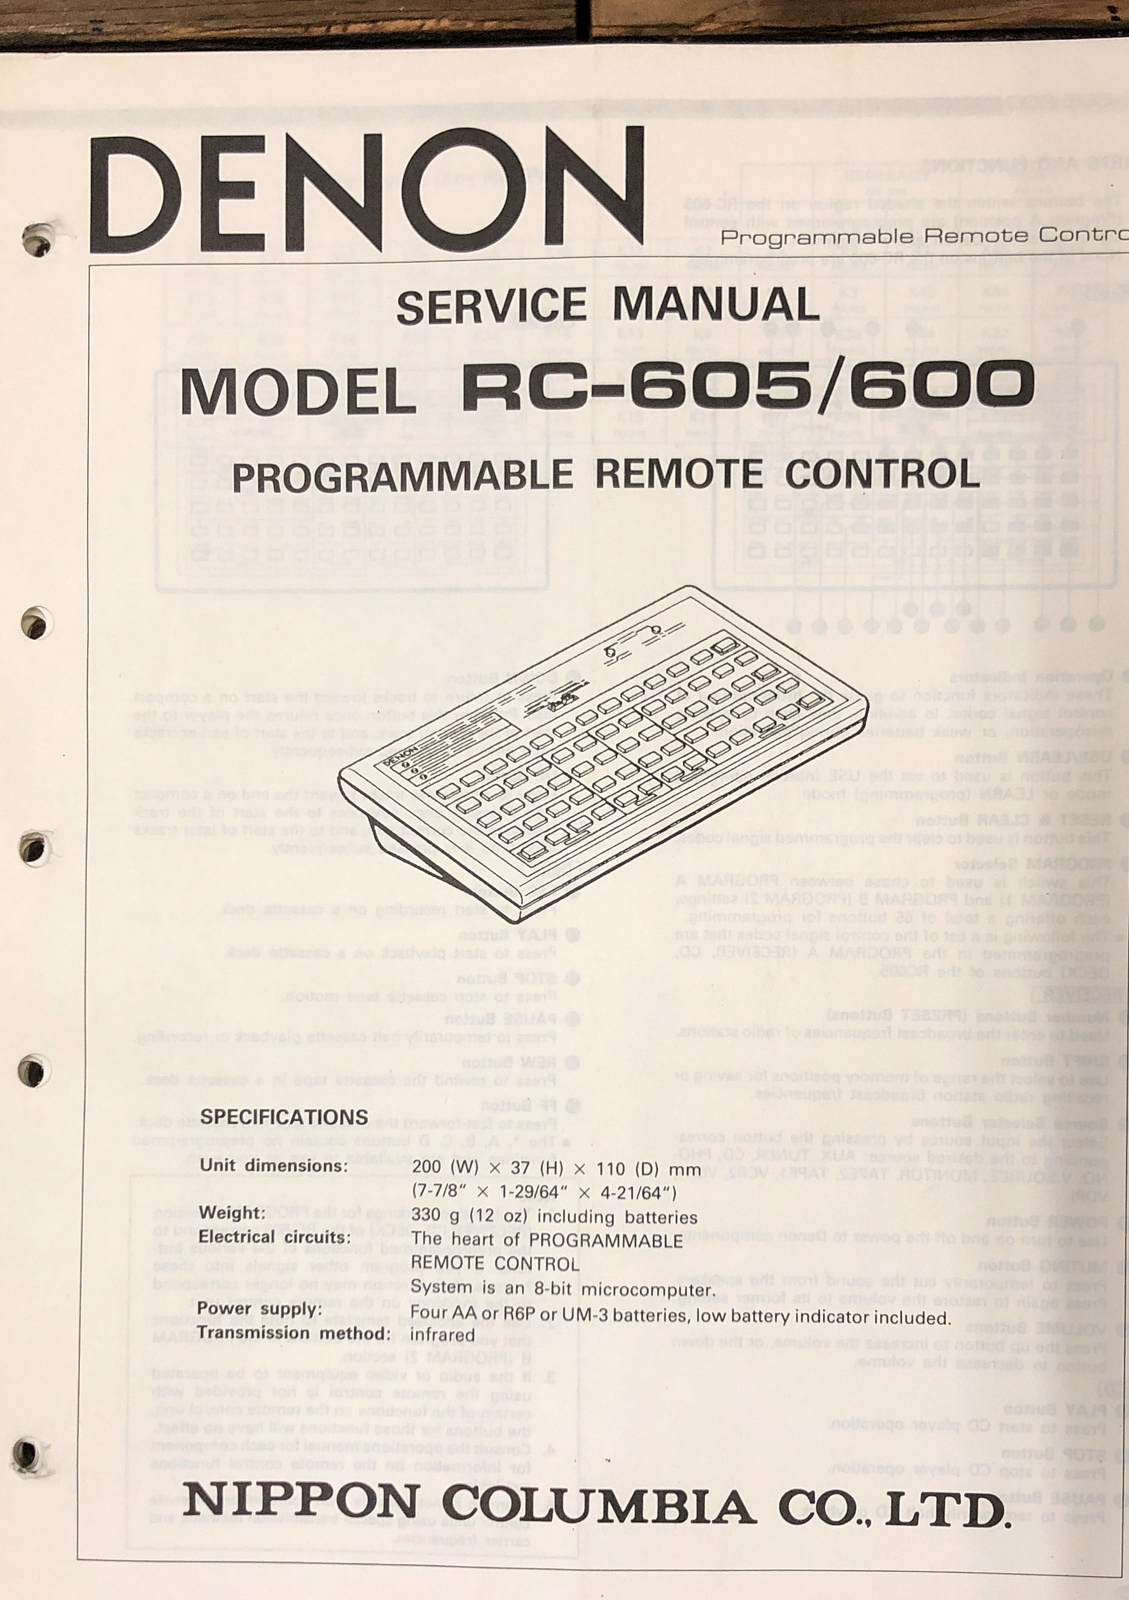 DENON
Programmable Remote Contro
SERVICE MANUAL
MODEL RC-605/600
PROGRAMMABLE REMOTE CONTROL
DENON
SPECIFICATIONS
Unit dimensions: 200 (W) × 37 (H) × 110 (D) mm
(7-7/8" × 1-29/64" × 4-21/64")
Weight: 330 g (12 oz) including batteries
Electrical circuits: The heart of PROGRAMMABLE
REMOTE CONTROL
System is an 8-bit microcomputer.
Power supply: Four AA or R6P or UM-3 batteries, low battery indicator included.
Transmission method: infrared
NIPPON COLUMBIA CO., LTD.